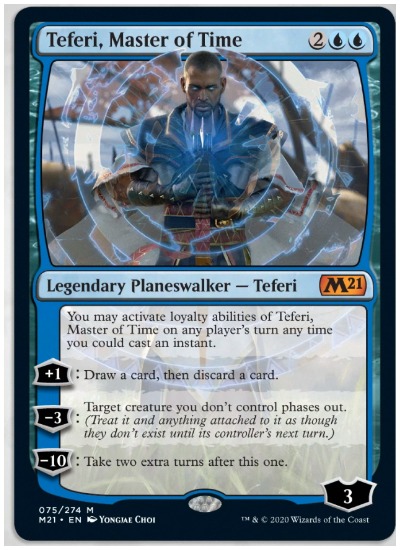 Teferi, Master of Time 2
Legendary Planeswalker — Teferi M21
You may activate loyalty abilities of Teferi,
Master of Time on any player's turn any time
you could cast an instant.
+1: Draw a card, then discard a card.
Target creature you don't control phases out.
−3: (Treat it and anything attached to it as though
they don't exist until its controller's next turn.)
−10: Take two extra turns after this one.
3
075/274 M
M21 • EN YONGJAE CHOI ™ & © 2020 Wizards of the Coast